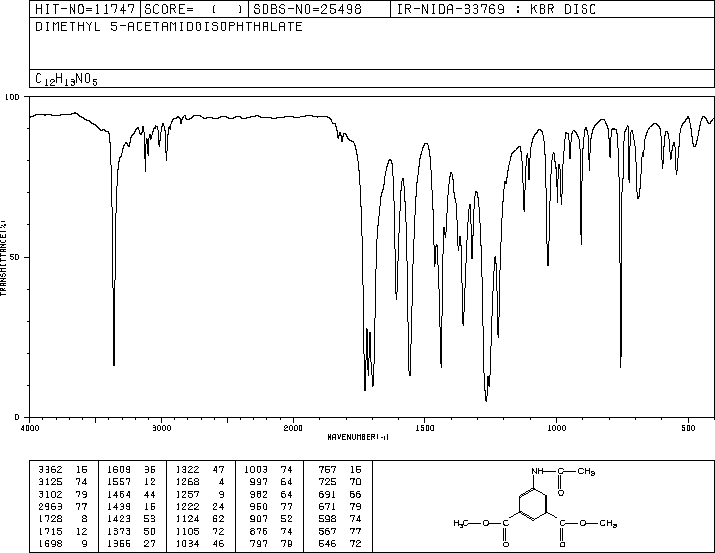 HIT-NO=11747 SCORE= ( ) SDBS-NO=25498 IR-NIDA-33769 : KBR DISC
DIMETHYL 5-ACETAMIDOISOPHTHALATE
C12H13NO5
100
50
0
TRANSMITTANCE(%)
4000 3000 2000 1500 1000 500
WAVENUMBER(-1)
3362 16 1609 36 1322 47 1003 74 757 16
3125 74 1557 12 1268 4 997 64 725 70
3102 79 1464 44 1257 9 982 64 691 66
2963 77 1439 16 1222 24 960 77 671 79
1728 8 1423 53 1124 62 907 52 598 74
1715 12 1373 50 1105 72 876 74 567 77
1698 9 1366 27 1034 46 797 79 546 72
NH C CH3
O
H3C O C C O CH3
O O